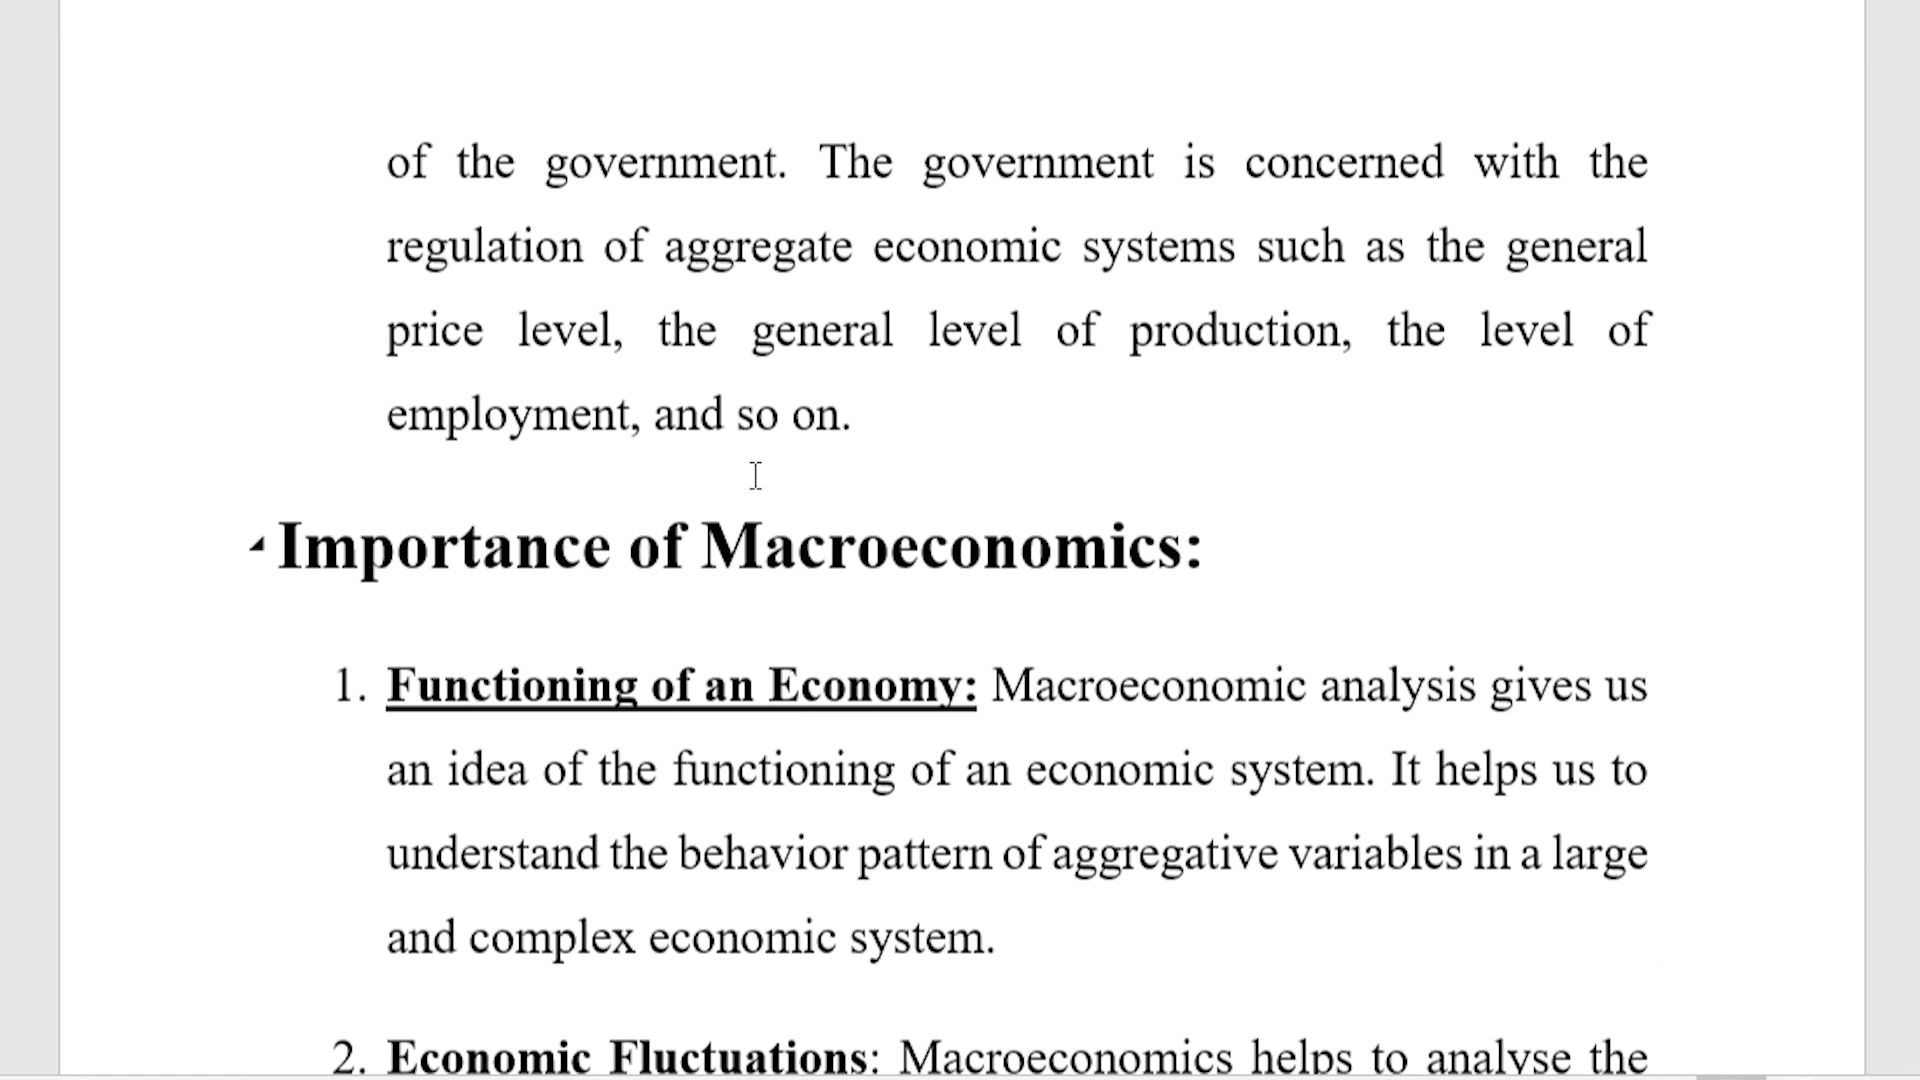 of the government. The government is concerned with the
regulation of aggregate economic systems such as the general
price level, the general level of production, the level of
employment, and so on.
Importance of Macroeconomics:
1. Functioning of an Economy: Macroeconomic analysis gives us
an idea of the functioning of an economic system. It helps us to
understand the behavior pattern of aggregative variables in a large
and complex economic system.
2. Economic Fluctuations: Macroeconomics helps to analyse the